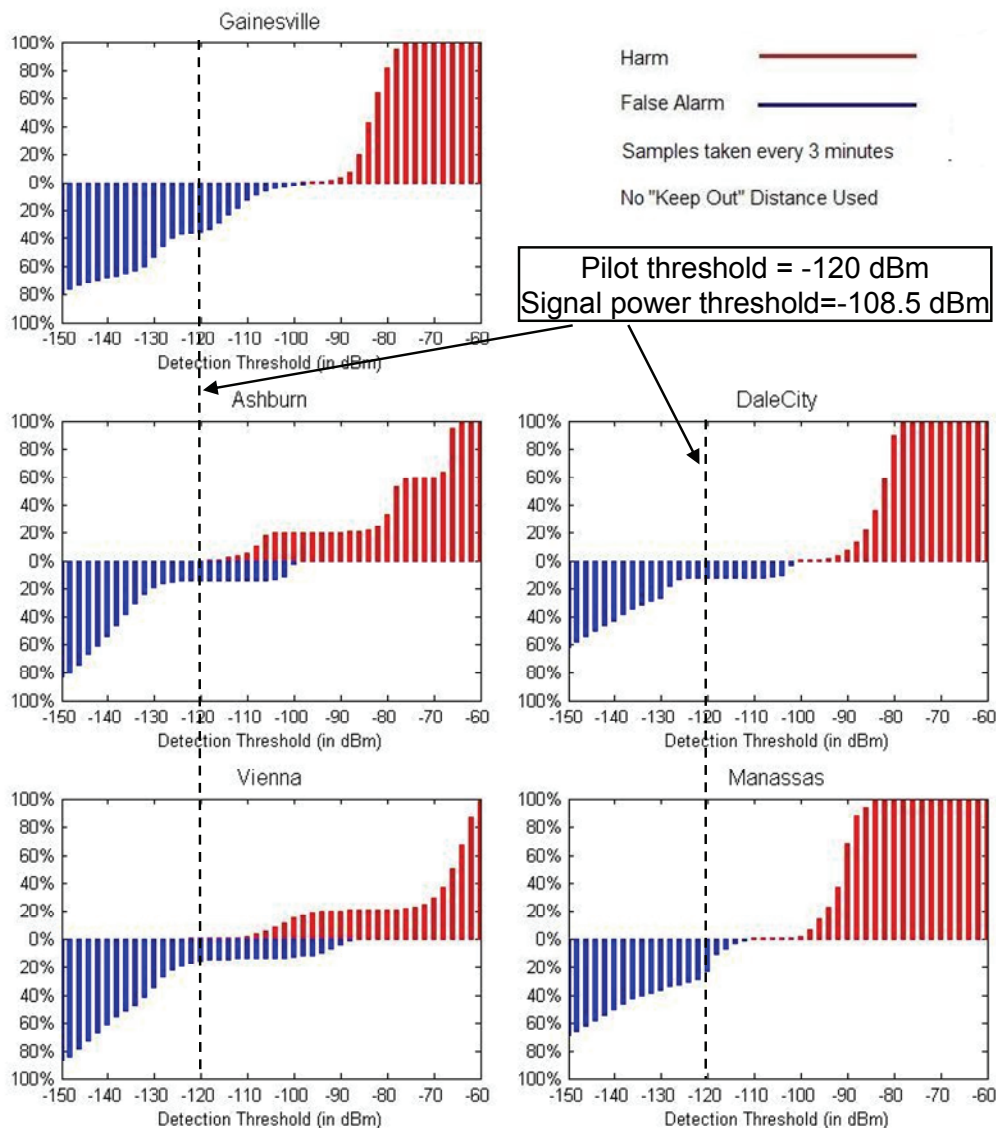 Gainesville
100%
80%
60%
40%
20%
0%
20%
40%
60%
80%
100%
-150 -140 -130 -120 -110 -100 -90 -80 -70 -60
Detection Threshold (in dBm)
Harm
False Alarm
Samples taken every 3 minutes
No "Keep Out" Distance Used
Pilot threshold = -120 dBm
Signal power threshold=-108.5 dBm
Ashburn
100%
80%
60%
40%
20%
0%
20%
40%
60%
80%
100%
-150 -140 -130 -120 -110 -100 -90 -80 -70 -60
Detection Threshold (in dBm)
DaleCity
100%
80%
60%
40%
20%
0%
20%
40%
60%
80%
100%
-150 -140 -130 -120 -110 -100 -90 -80 -70 -60
Detection Threshold (in dBm)
Vienna
100%
80%
60%
40%
20%
0%
20%
40%
60%
80%
100%
-150 -140 -130 -120 -110 -100 -90 -80 -70 -60
Detection Threshold (in dBm)
Manassas
100%
80%
60%
40%
20%
0%
20%
40%
60%
80%
100%
-150 -140 -130 -120 -110 -100 -90 -80 -70 -60
Detection Threshold (in dBm)